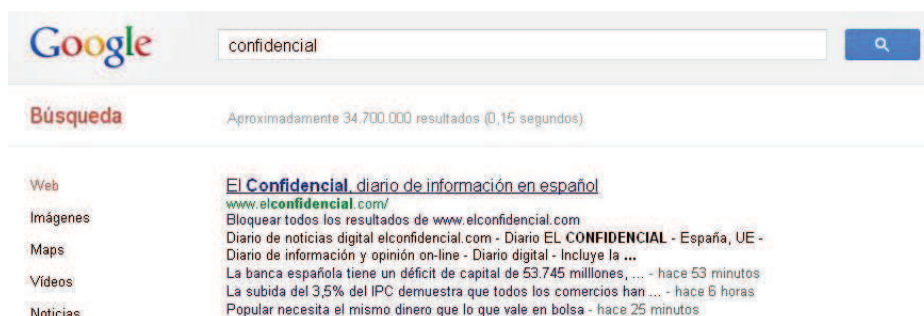 Google
confidencial
Búsqueda
Aproximadamente 34.700.000 resultados (0,15 segundos)
Web
Imágenes
Maps
Vídeos
Noticias
El Confidencial, diario de información en español
www.elconfidencial.com/
Bloquear todos los resultados de www.elconfidencial.com
Diario de noticias digital elconfidencial.com - Diario EL CONFIDENCIAL - España, UE -
Diario de información y opinión on-line - Diario digital - Incluye la ...
La banca española tiene un déficit de capital de 53.745 milllones, ... - hace 53 minutos
La subida del 3,5% del IPC demuestra que todos los comercios han ... - hace 6 horas
Popular necesita el mismo dinero que lo que vale en bolsa - hace 25 minutos